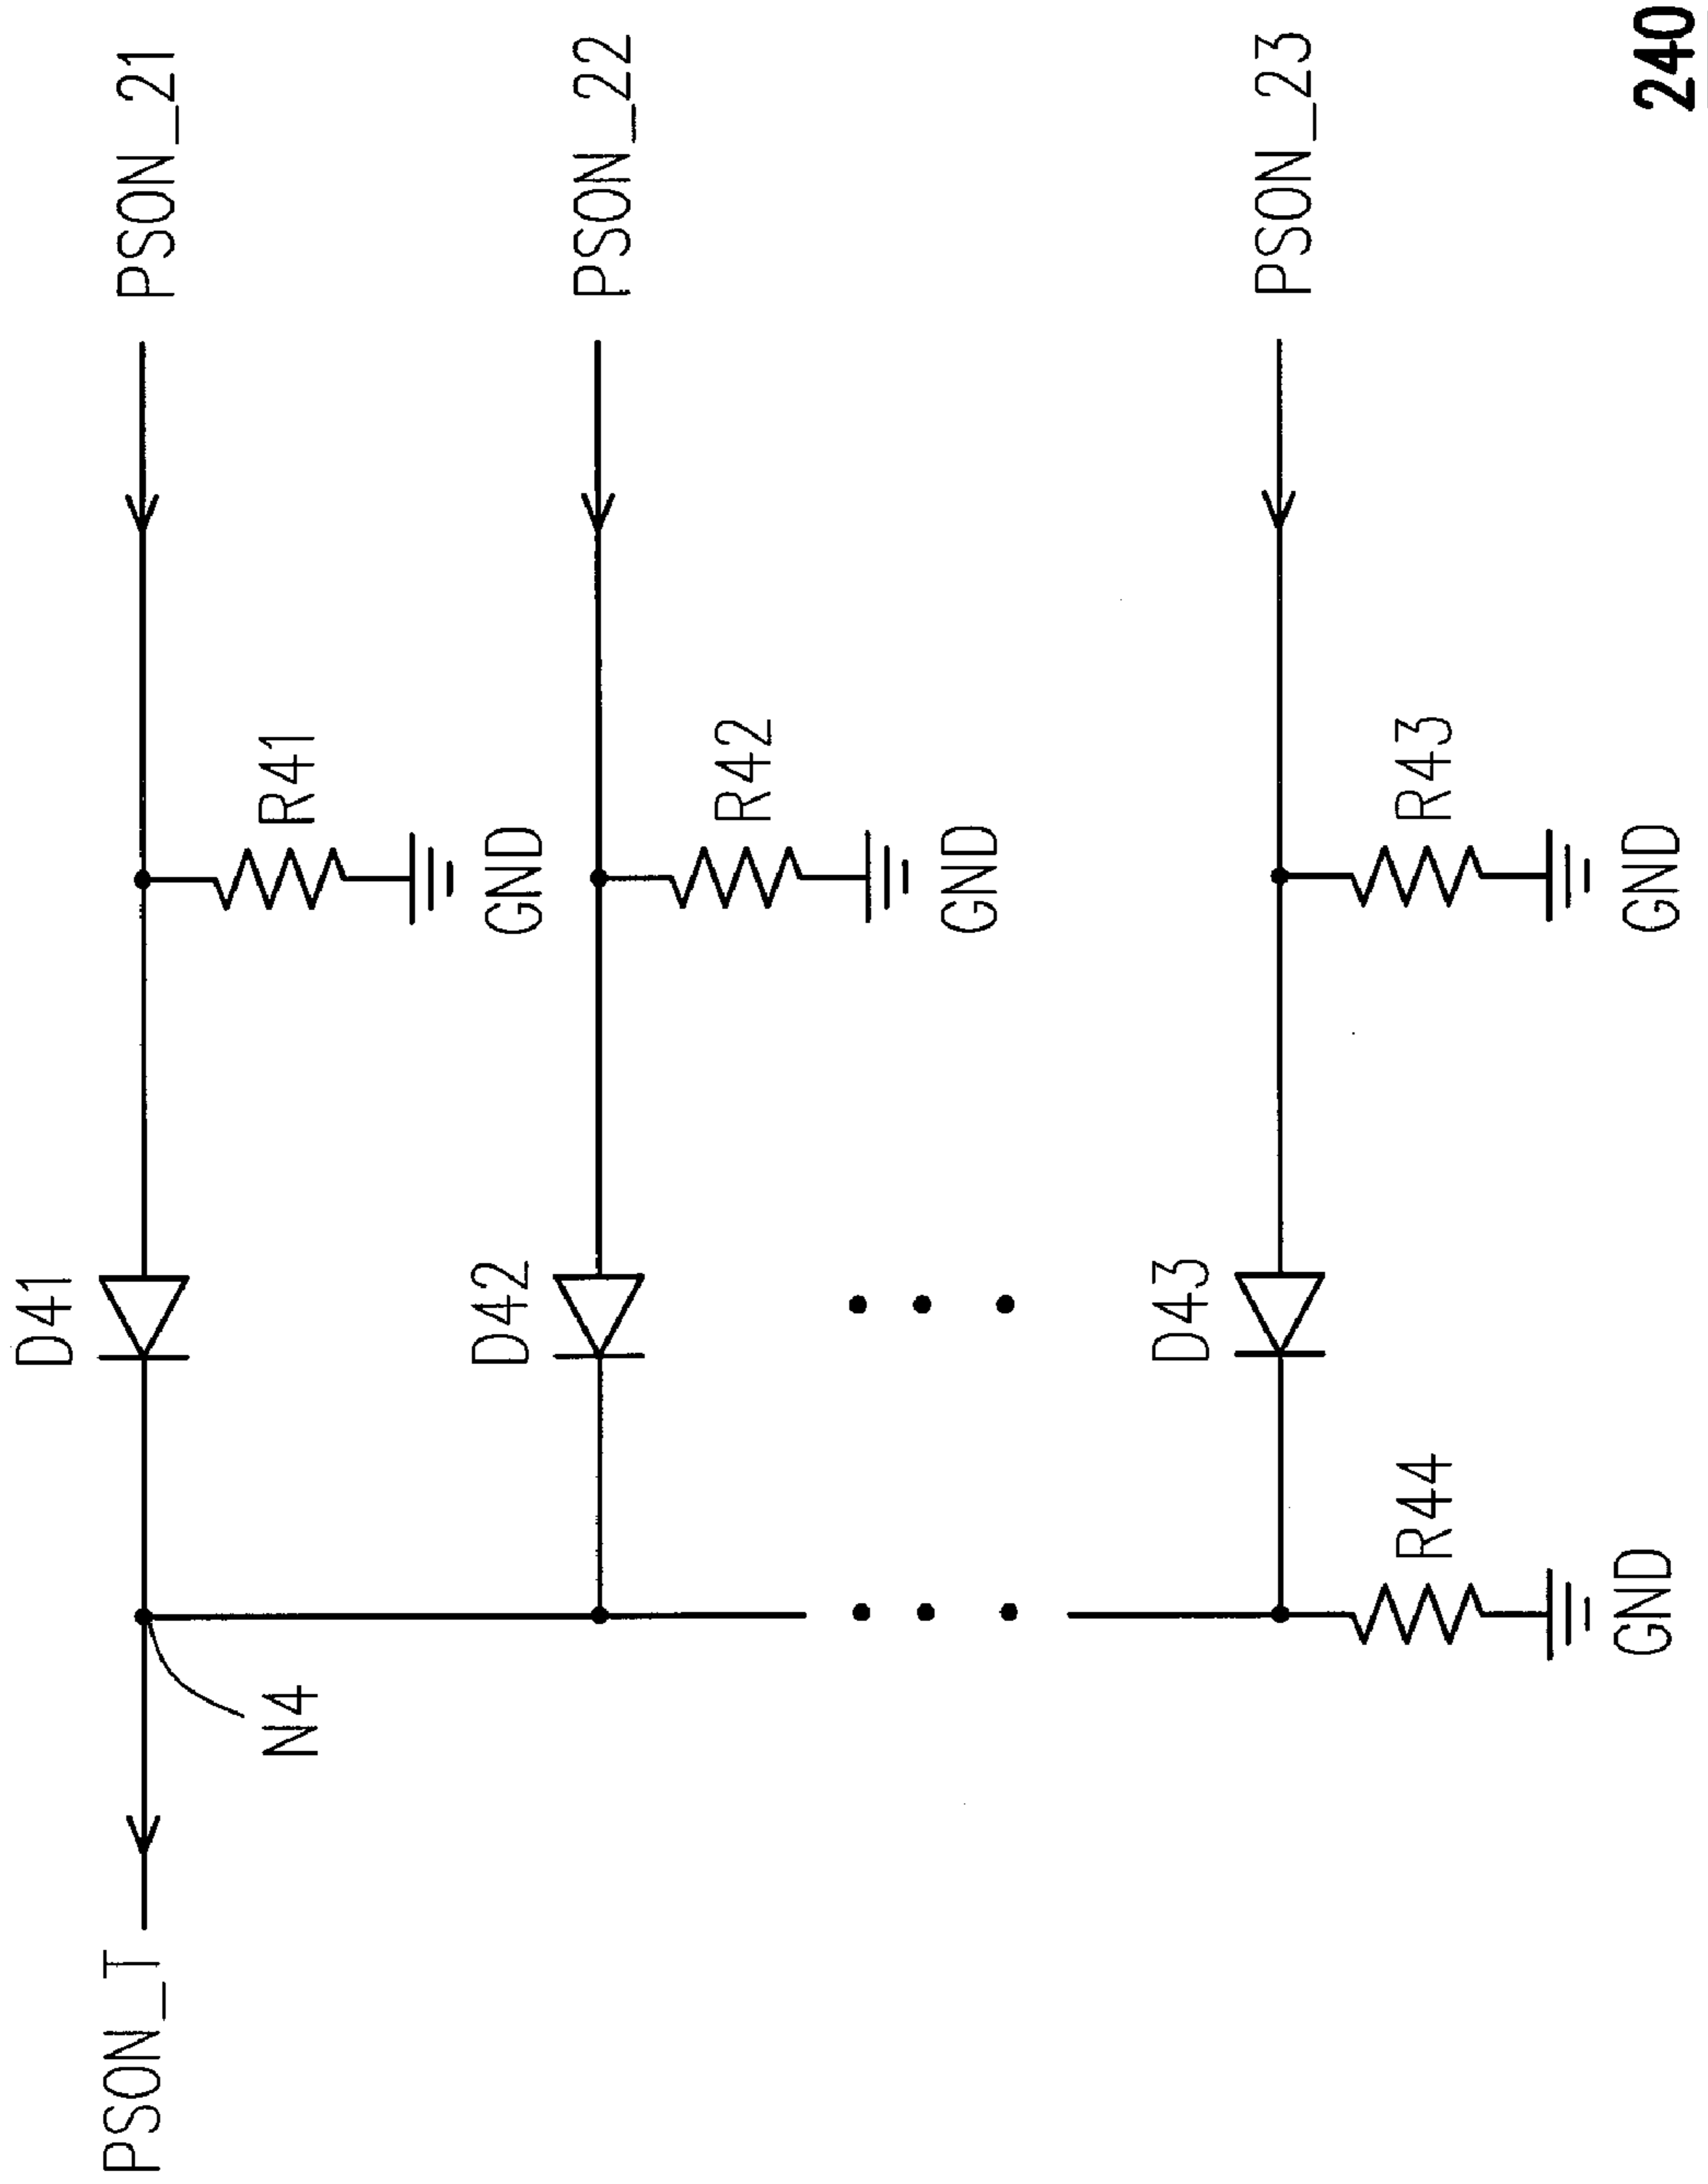 PSON_T
N4
D41
R41
GND
PSON_21
D42
R42
GND
PSON_22
D43
R43
GND
PSON_23
R44
GND
240